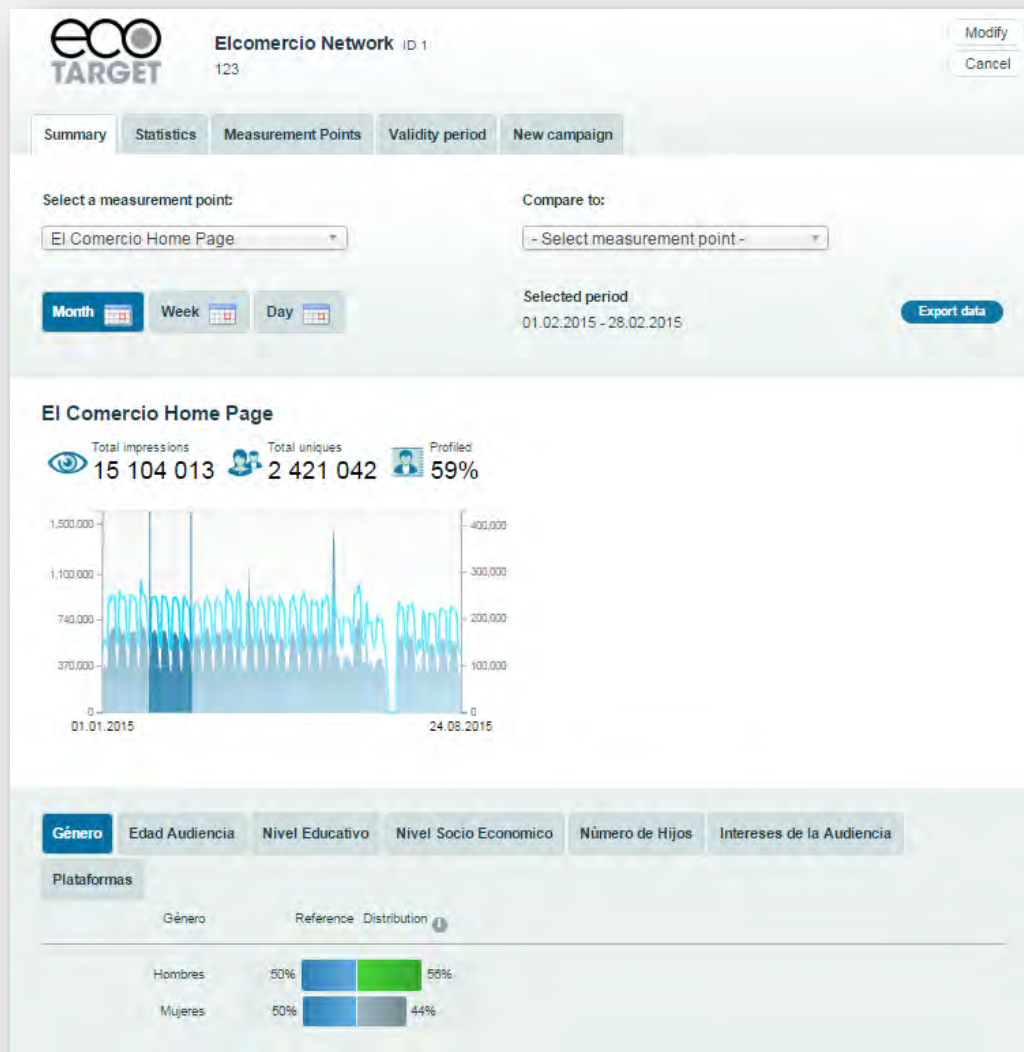 eco
TARGET
Elcomercio Network ID 1
123
Modify
Cancel
Summary Statistics Measurement Points Validity period New campaign
Select a measurement point: Compare to:
El Comercio Home Page - Select measurement point -
Month Week Day
Selected period
01.02.2015 - 28.02.2015
Export data
El Comercio Home Page
Total impressions Total uniques Profiled
15 104 013 2 421 042 59%
1,500,000 400,000
1,100,000 300,000
740,000 200,000
370,000 100,000
0 0
01.01.2015 24.08.2015
Género Edad Audiencia Nivel Educativo Nivel Socio Economico Número de Hijos Intereses de la Audiencia
Plataformas
Género Reference Distribution
Hombres 50% 56%
Mujeres 50% 44%